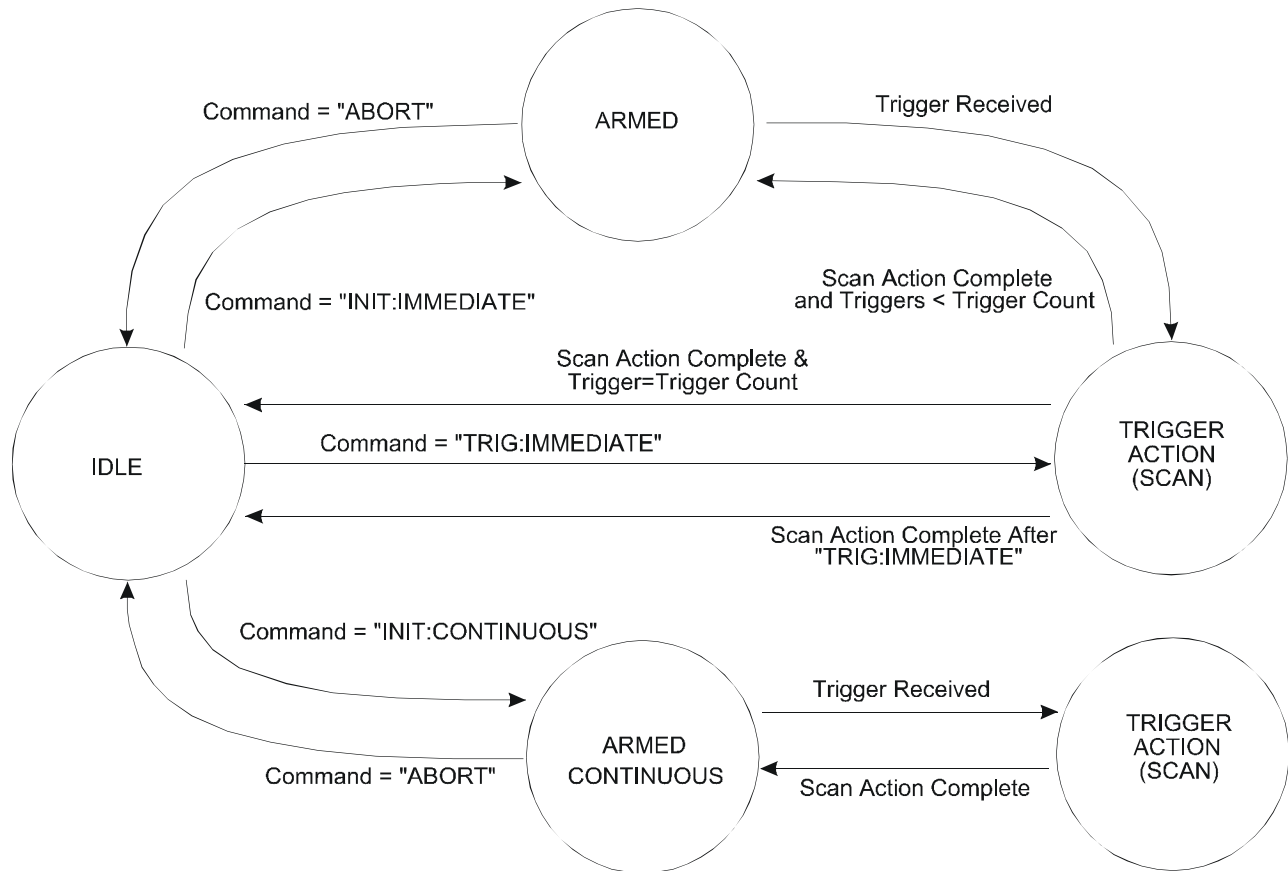 Command = "ABORT"
ARMED
Trigger Received
Command = "INIT:IMMEDIATE"
Scan Action Complete
and Triggers < Trigger Count
Scan Action Complete &
Trigger=Trigger Count
Command = "TRIG:IMMEDIATE"
IDLE
TRIGGER
ACTION
(SCAN)
Scan Action Complete After
"TRIG:IMMEDIATE"
Command = "INIT:CONTINUOUS"
Trigger Received
ARMED
CONTINUOUS
TRIGGER
ACTION
(SCAN)
Command = "ABORT"
Scan Action Complete